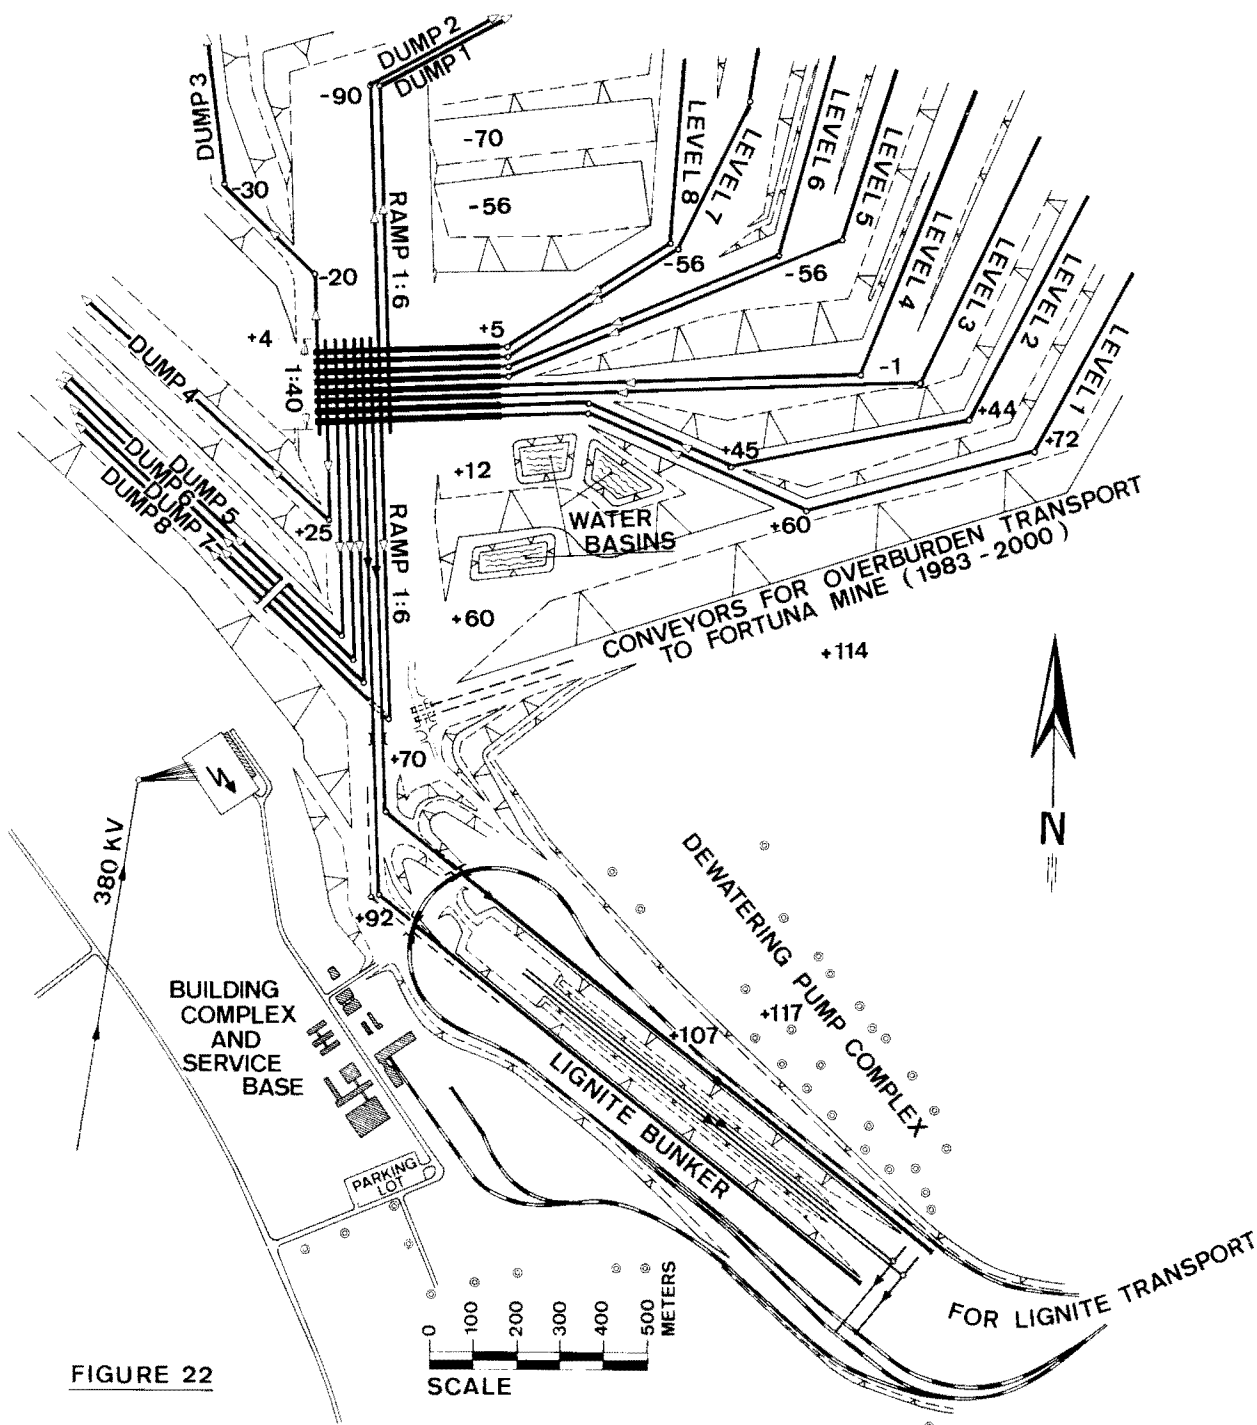 DUMP 2
DUMP 1
DUMP 3
-90
-30
-20
-70
-56
RAMP 1:6
LEVEL 8
LEVEL 7
LEVEL 6
LEVEL 5
LEVEL 4
LEVEL 3
LEVEL 2
LEVEL 1
-56
-56
+4
+5
1:40
-1
+44
+72
+45
+60
DUMP 4
DUMP 5
DUMP 6
DUMP 7
DUMP 8
+25
+12
WATER
BASINS
RAMP 1:6
+60
CONVEYORS FOR OVERBURDEN TRANSPORT
TO FORTUNA MINE (1983 - 2000)
+114
N
+70
380 kV
+92
DEWATERING PUMP COMPLEX
+117
+107
BUILDING
COMPLEX
AND
SERVICE
BASE
LIGNITE BUNKER
PARKING
LOT
FOR LIGNITE TRANSPORT
0
100
200
300
400
500
METERS
SCALE
FIGURE 22